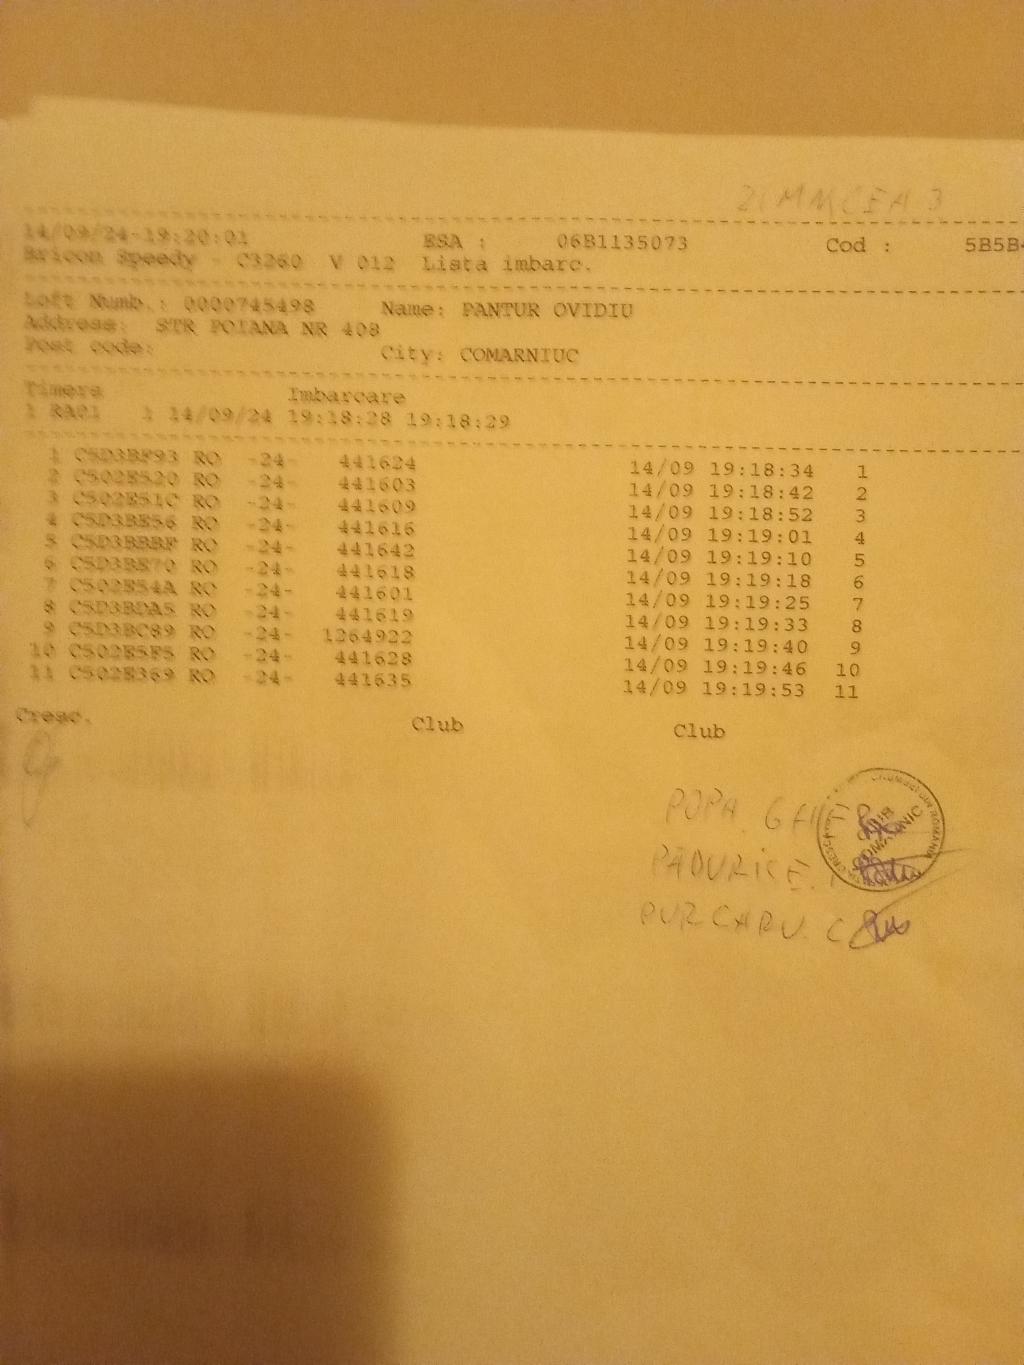 ZIMNICEA 3
14/09/24-19:20:01 ESA : 06B1135073 Cod : 5B5B
Bricon Speedy - C3260 V 012 Lista imbarc.
Loft Numb.: 0000745498 Name: PANTUR OVIDIU
Address: STR POIANA NR 408
Post code: City: COMARNIUC
Timers Imbarcare
1 RA01 1 14/09/24 19:18:28 19:18:29
1 C5D3BF93 RO -24- 441624 14/09 19:18:34 1
2 C502E520 RO -24- 441603 14/09 19:18:42 2
3 C502E51C RO -24- 441609 14/09 19:18:52 3
4 C5D3BE56 RO -24- 441616 14/09 19:19:01 4
5 C5D3BBBF RO -24- 441642 14/09 19:19:10 5
6 C5D3BE70 RO -24- 441618 14/09 19:19:18 6
7 C502E54A RO -24- 441601 14/09 19:19:25 7
8 C5D3BDA5 RO -24- 441619 14/09 19:19:33 8
9 C5D3BC89 RO -24- 1264922 14/09 19:19:40 9
10 C502E5F5 RO -24- 441628 14/09 19:19:46 10
11 C502E369 RO -24- 441635 14/09 19:19:53 11
Cresc. Club Club
POPA.
PADURICE.
PURCARU. C